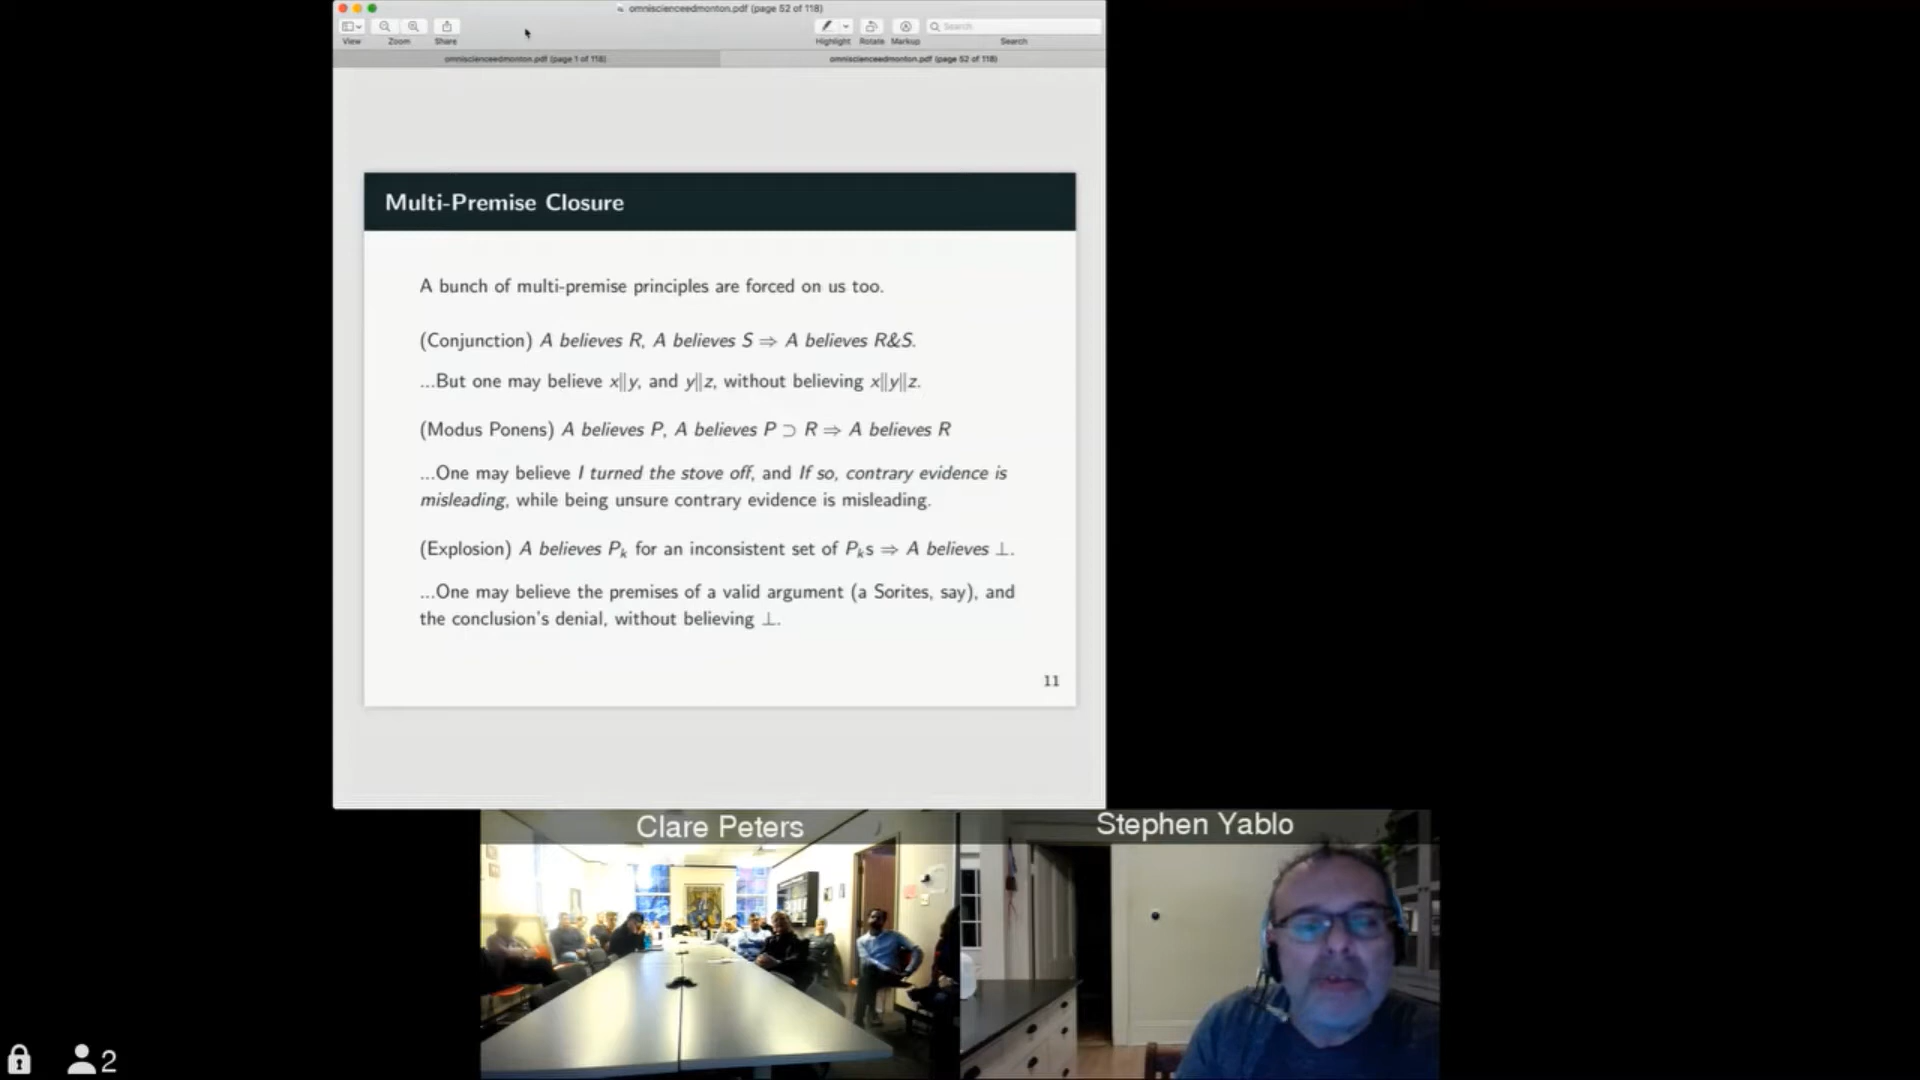 omniscienceedmonton.pdf (page 52 of 118)
View Zoom Share Highlight Rotate Markup Search
Search
omniscienceedmonton.pdf (page 1 of 118) omniscienceedmonton.pdf (page 52 of 118)
Multi-Premise Closure
A bunch of multi-premise principles are forced on us too.
(Conjunction) A believes R, A believes S ⇒ A believes R&S.
...But one may believe x∥y, and y∥z, without believing x∥y∥z.
(Modus Ponens) A believes P, A believes P ⊃ R ⇒ A believes R
...One may believe I turned the stove off, and If so, contrary evidence is
misleading, while being unsure contrary evidence is misleading.
(Explosion) A believes Pₖ for an inconsistent set of Pₖs ⇒ A believes ⊥.
...One may believe the premises of a valid argument (a Sorites, say), and
the conclusion's denial, without believing ⊥.
11
Clare Peters
Stephen Yablo
2